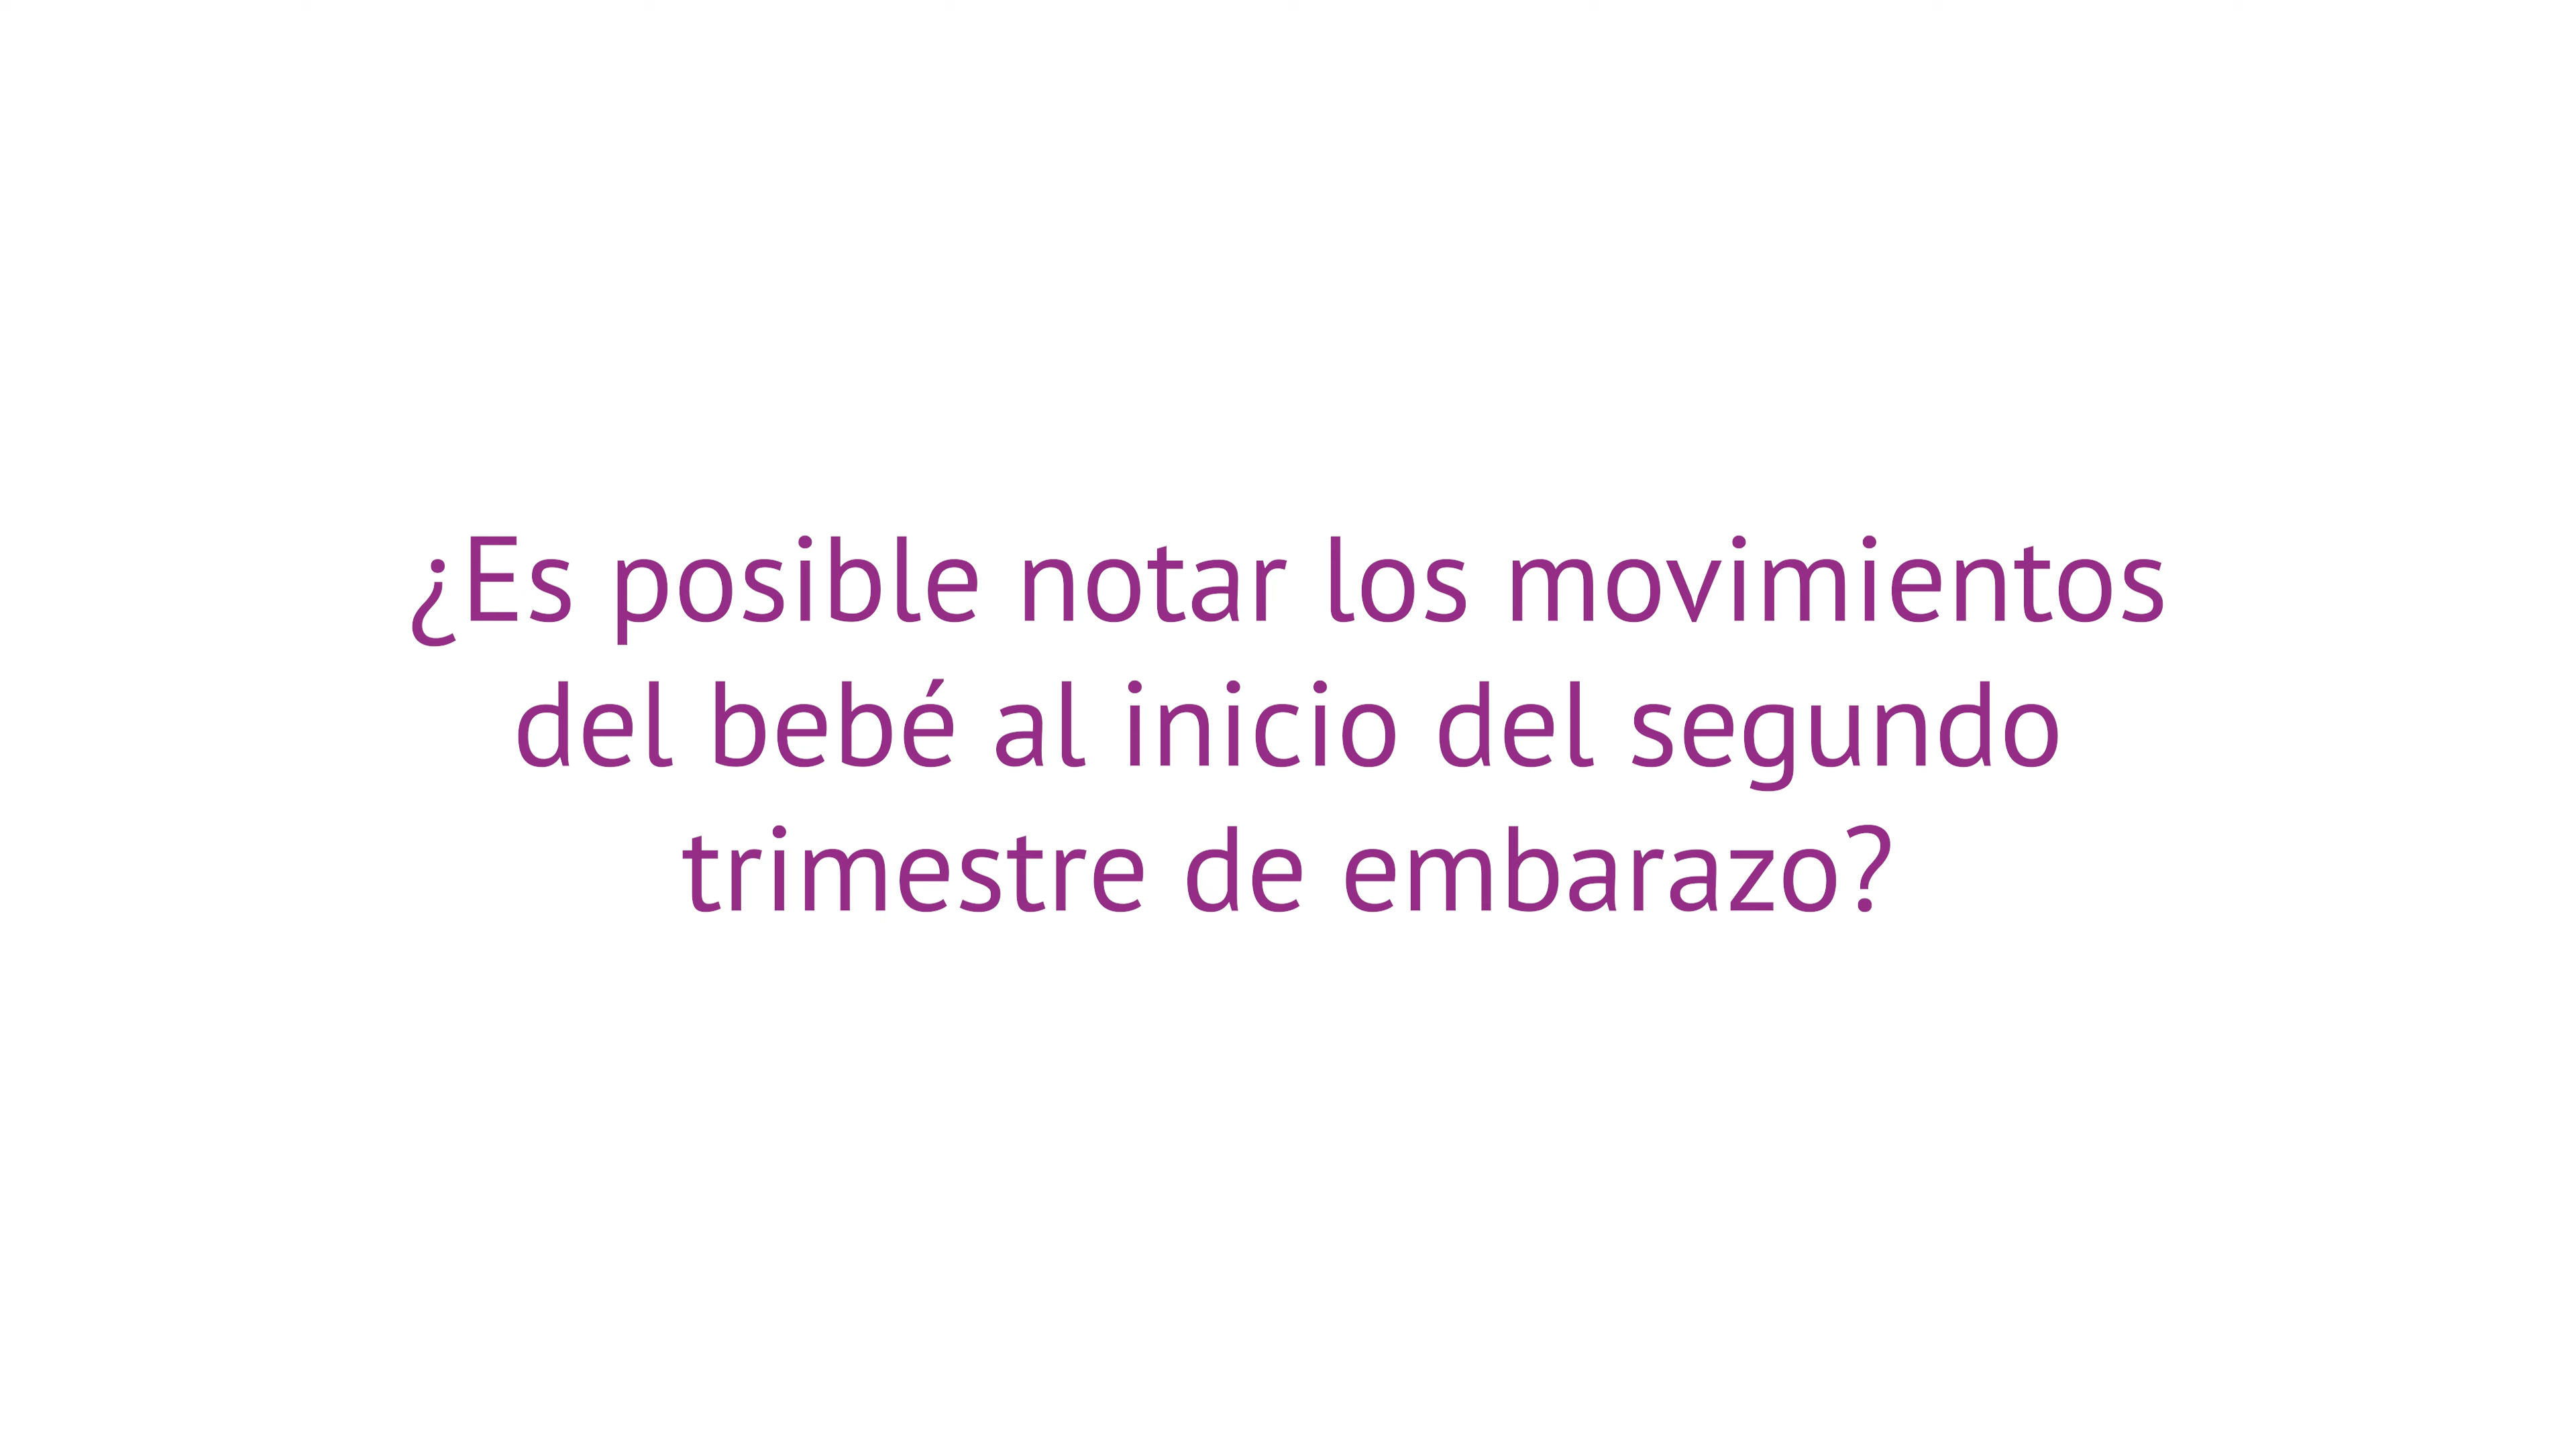 ¿Es posible notar los movimientos
del bebé al inicio del segundo
trimestre de embarazo?